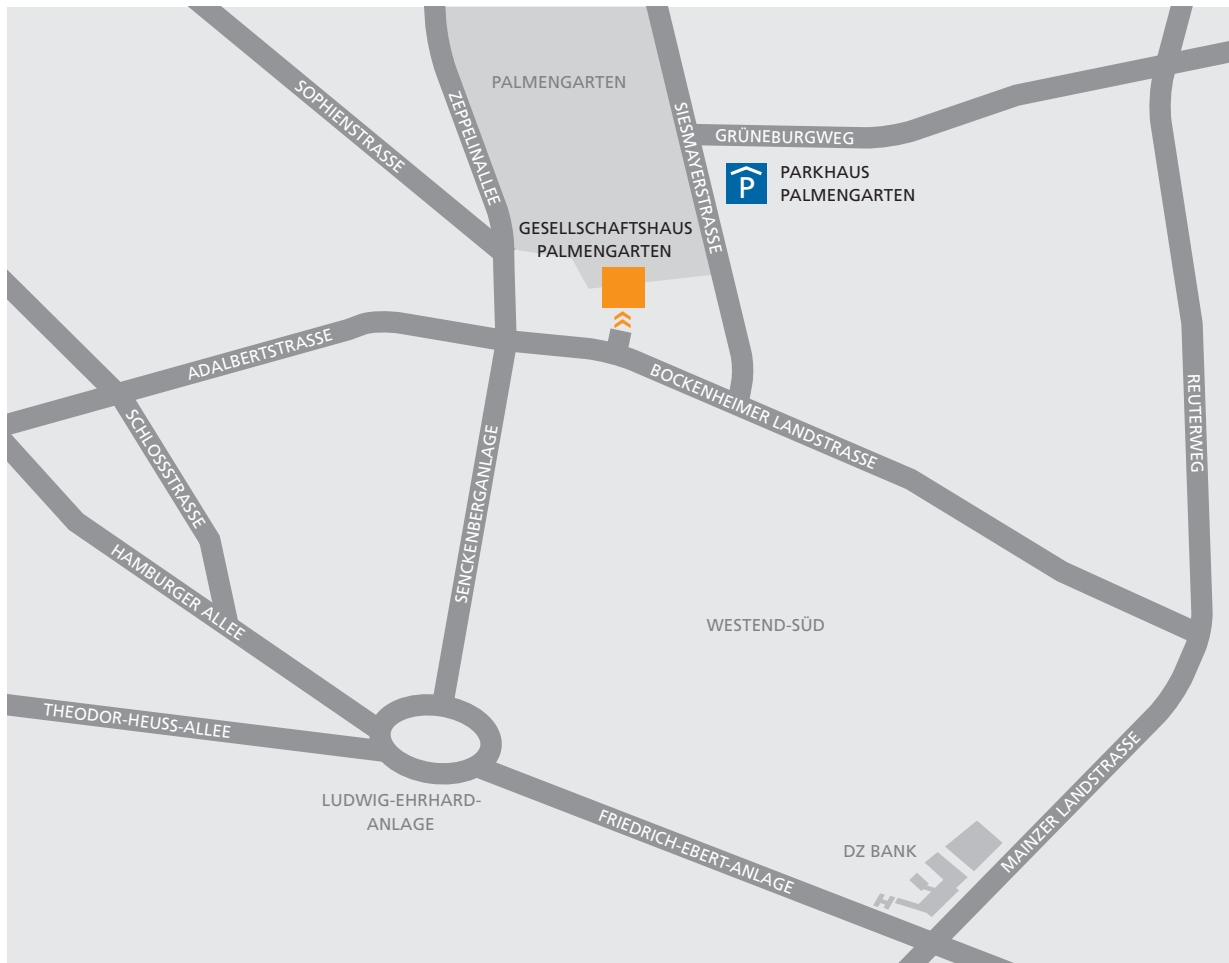 PALMENGARTEN
SOPHIENSTRASSE
ZEPPELINALLEE
SIESMAYERSTRASSE
GRÜNEBURGWEG
P
PARKHAUS
PALMENGARTEN
GESELLSCHAFTSHAUS
PALMENGARTEN
ADALBERTSTRASSE
BOCKENHEIMER LANDSTRASSE
REUTERWEG
SCHLOSSSTRASSE
SENCKENBERGANLAGE
HAMBURGER ALLEE
WESTEND-SÜD
THEODOR-HEUSS-ALLEE
LUDWIG-EHRHARD-
ANLAGE
FRIEDRICH-EBERT-ANLAGE
DZ BANK
MAINZER LANDSTRASSE